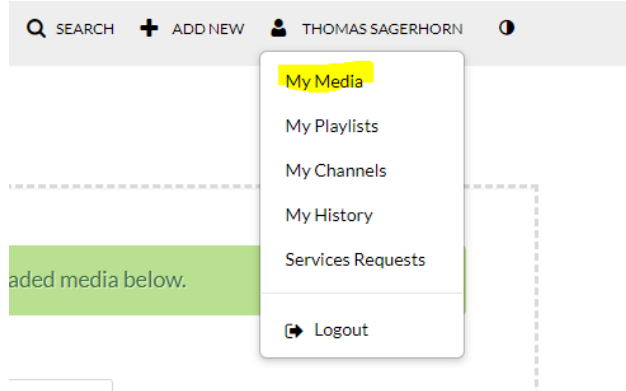 SEARCH ADD NEW THOMAS SAGERHORN
My Media
My Playlists
My Channels
My History
Services Requests
aded media below.
Logout